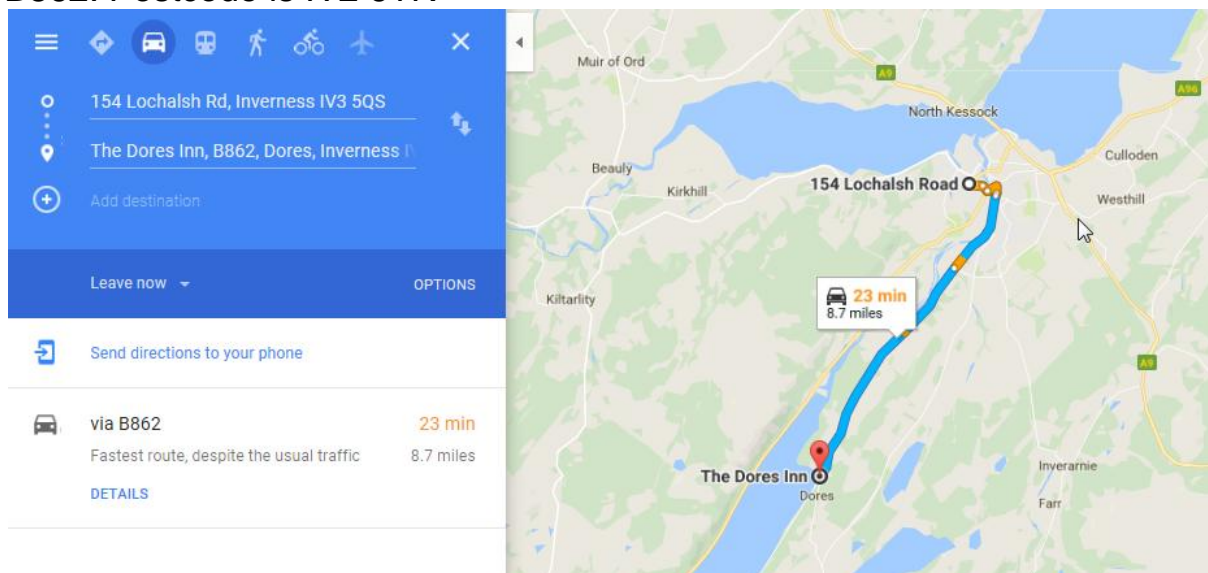 154 Lochalsh Rd, Inverness IV3 5QS
The Dores Inn, B862, Dores, Inverness
Add destination
Leave now
OPTIONS
Send directions to your phone
via B862
23 min
Fastest route, despite the usual traffic
8.7 miles
DETAILS
Muir of Ord
A9
A96
North Kessock
Culloden
Beauly
Kirkhill
154 Lochalsh Road
Westhill
Kiltarlity
23 min
8.7 miles
A9
The Dores Inn
Dores
Inverarnie
Farr